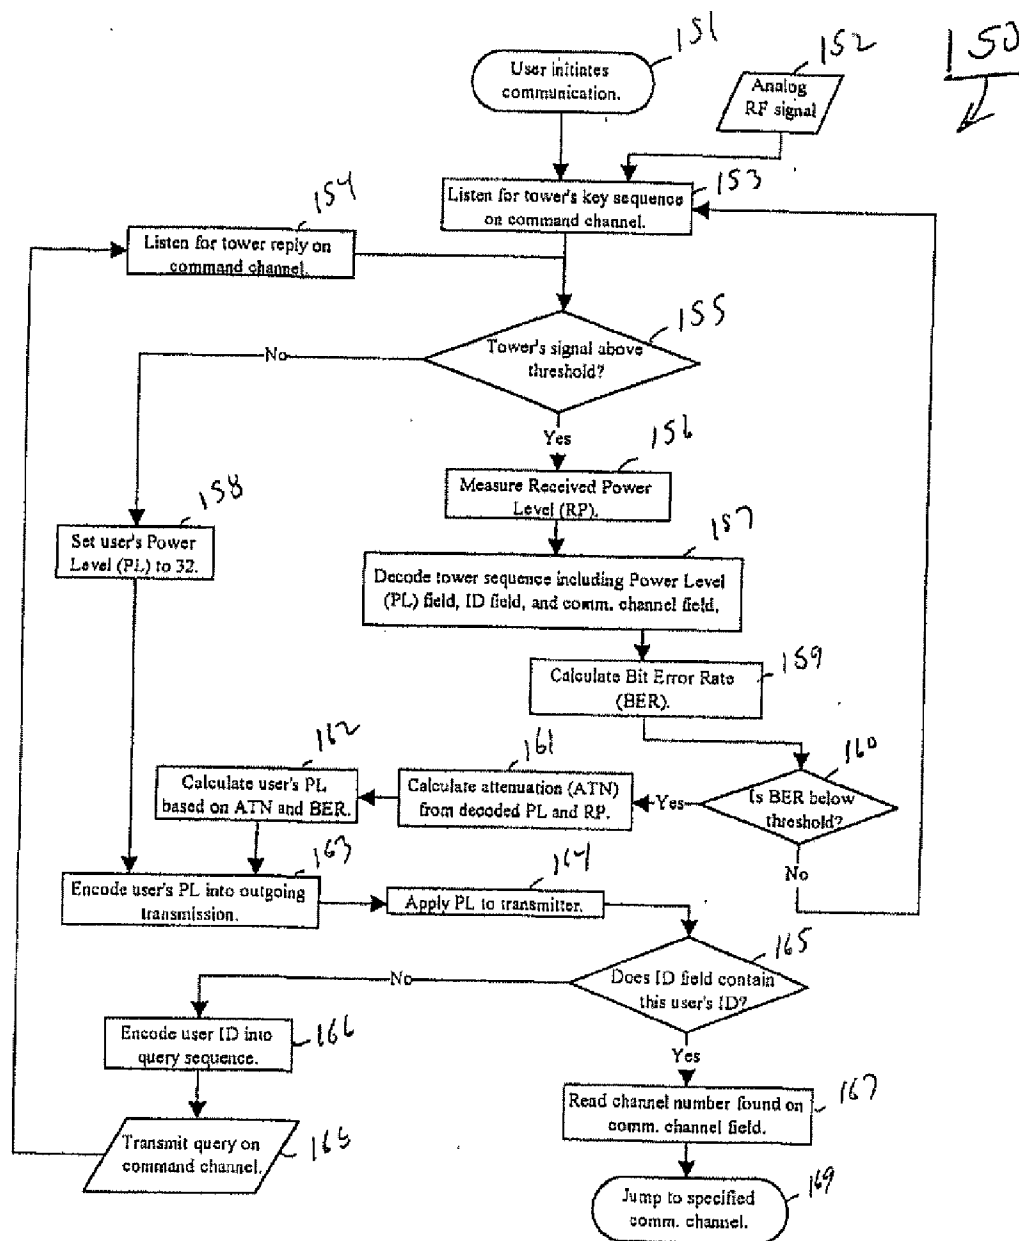 151
152
150
User initiates
communication.
Analog
RF signal
153
Listen for tower's key sequence
on command channel.
154
Listen for tower reply on
command channel.
155
Tower's signal above
threshold?
No
Yes
156
Measure Received Power
Level (RP).
158
Set user's Power
Level (PL) to 32.
157
Decode tower sequence including Power Level
(PL) field, ID field, and comm. channel field.
159
Calculate Bit Error Rate
(BER).
162
161
160
Calculate user's PL
based on ATN and BER.
Calculate attenuation (ATN)
from decoded PL and RP.
Yes
Is BER below
threshold?
No
163
164
Encode user's PL into outgoing
transmission.
Apply PL to transmitter.
165
Does ID field contain
this user's ID?
No
Yes
Encode user ID into
query sequence.
166
Read channel number found on
comm. channel field.
167
Transmit query on
command channel.
168
Jump to specified
comm. channel.
169